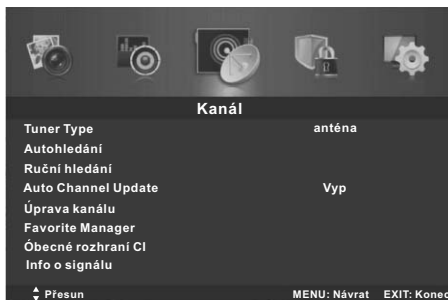 Kanál
Tuner Type anténa
Autohledání
Ruční hledání
Auto Channel Update Vyp
Úprava kanálu
Favorite Manager
Óbecné rozhraní CI
Info o signálu
Přesun MENU: Návrat EXIT: Konec